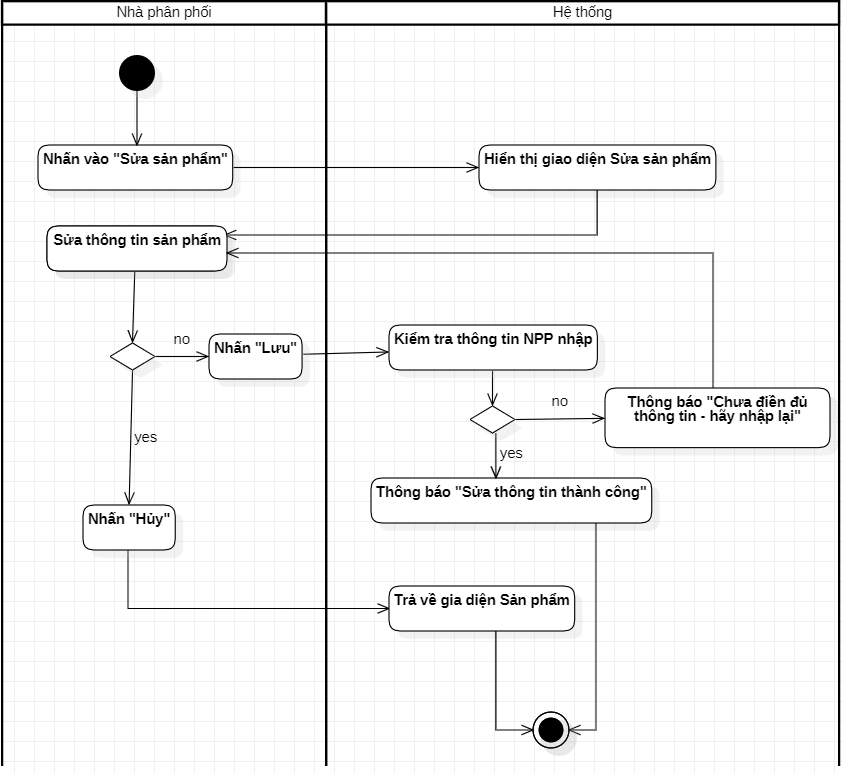 Nhà phân phối
Hệ thống
Nhấn vào "Sửa sản phẩm"
Hiển thị giao diện Sửa sản phẩm
Sửa thông tin sản phẩm
no
Nhấn "Lưu"
Kiểm tra thông tin NPP nhập
no
Thông báo "Chưa điền đủ
thông tin - hãy nhập lại"
yes
yes
Thông báo "Sửa thông tin thành công"
Nhấn "Hủy"
Trả về gia diện Sản phẩm